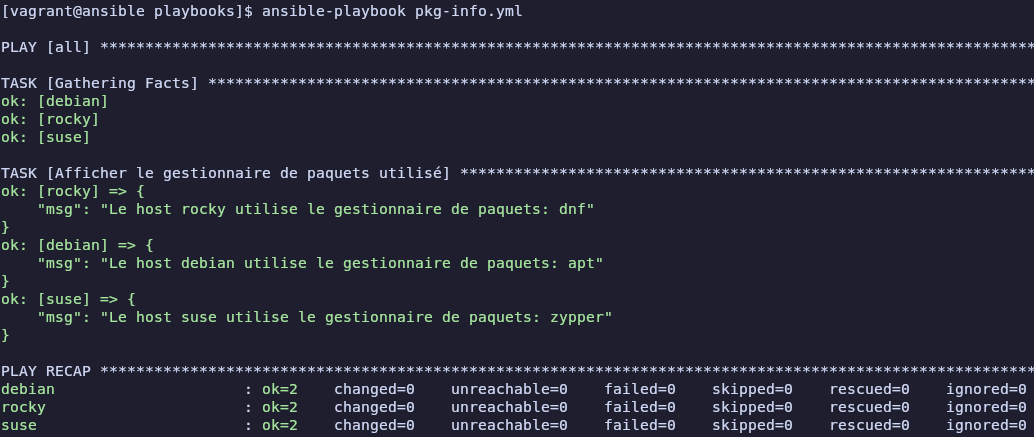 [vagrant@ansible playbooks]$ ansible-playbook pkg-info.yml
PLAY [all] ********************************************************************************************************
TASK [Gathering Facts] ********************************************************************************************
ok: [debian]
ok: [rocky]
ok: [suse]
TASK [Afficher le gestionnaire de paquets utilisé] ****************************************************************
ok: [rocky] => {
    "msg": "Le host rocky utilise le gestionnaire de paquets: dnf"
}
ok: [debian] => {
    "msg": "Le host debian utilise le gestionnaire de paquets: apt"
}
ok: [suse] => {
    "msg": "Le host suse utilise le gestionnaire de paquets: zypper"
}
PLAY RECAP ********************************************************************************************************
debian                     : ok=2    changed=0    unreachable=0    failed=0    skipped=0    rescued=0    ignored=0
rocky                      : ok=2    changed=0    unreachable=0    failed=0    skipped=0    rescued=0    ignored=0
suse                       : ok=2    changed=0    unreachable=0    failed=0    skipped=0    rescued=0    ignored=0